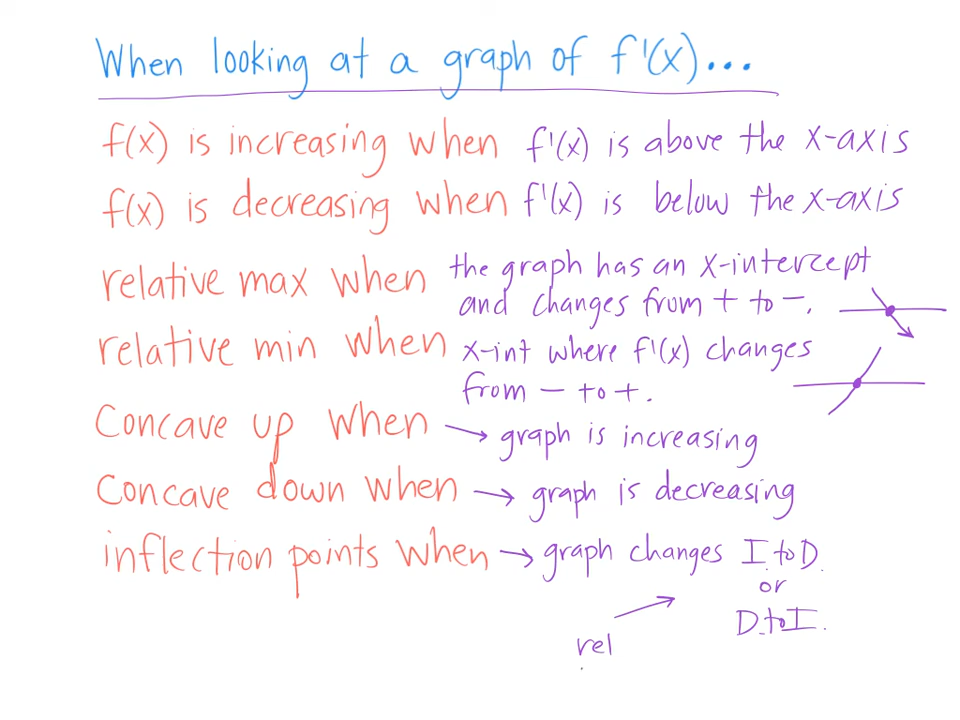 When looking at a graph of f'(x)...
f(x) is increasing when f'(x) is above the x-axis
f(x) is decreasing when f'(x) is below the x-axis
relative max when the graph has an x-intercept
and changes from + to -.
relative min when x-int where f'(x) changes
from - to +.
Concave up when → graph is increasing
Concave down when → graph is decreasing
inflection points when → graph changes I to D
or
D to I.
rel